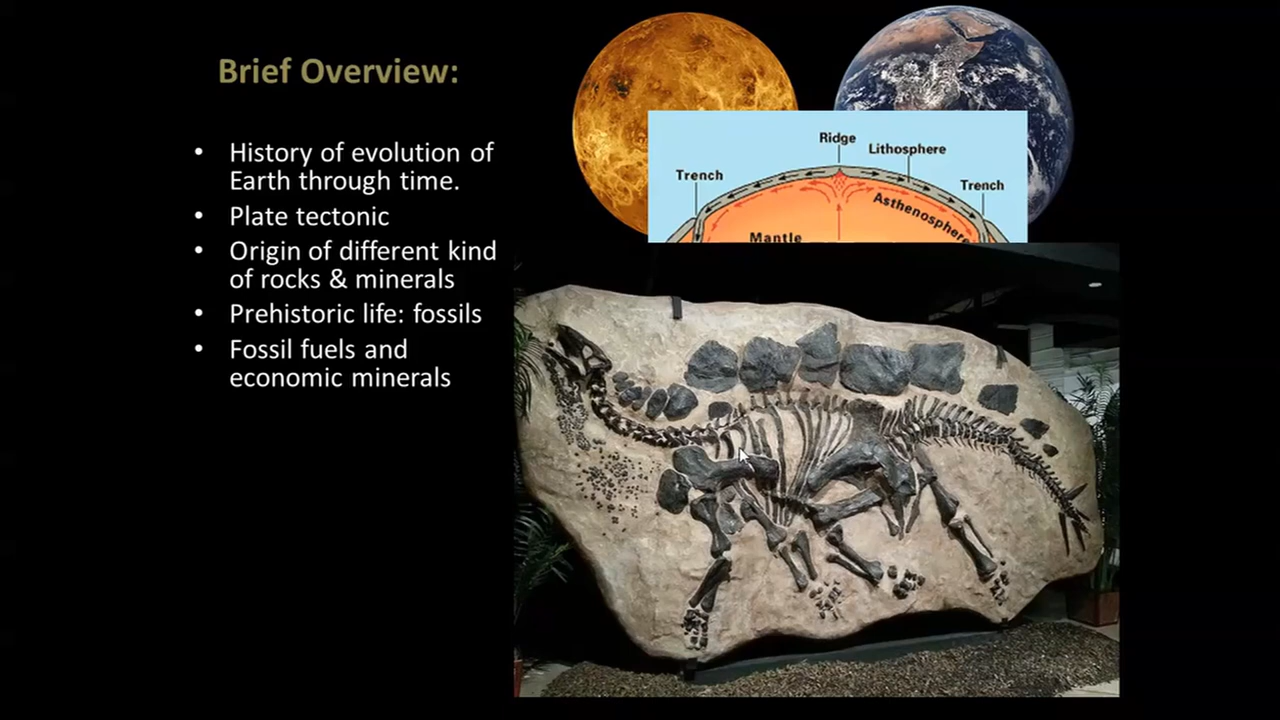 Brief Overview:
• History of evolution of
Earth through time.
• Plate tectonic
• Origin of different kind
of rocks & minerals
• Prehistoric life: fossils
• Fossil fuels and
economic minerals
Ridge
Lithosphere
Trench
Trench
Asthenosphere
Mantle